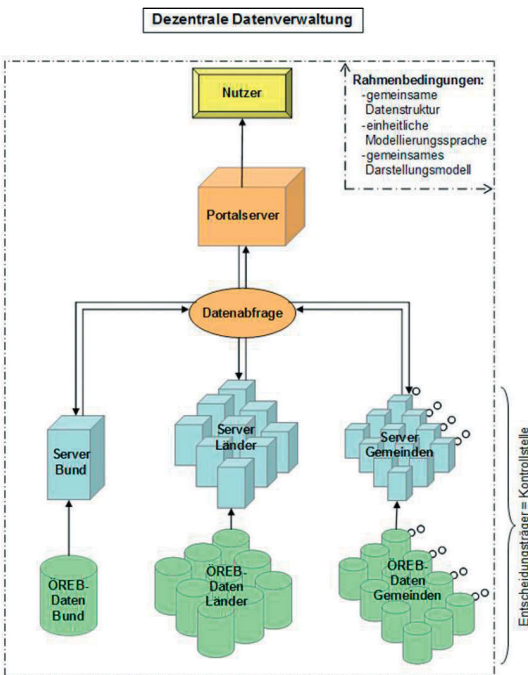 Dezentrale Datenverwaltung
Nutzer
Rahmenbedingungen:
-gemeinsame
Datenstruktur
-einheitliche
Modellierungssprache
-gemeinsames
Darstellungsmodell
Portalserver
Datenabfrage
Server
Bund
Server
Länder
Server
Gemeinden
ÖREB-
Daten
Bund
ÖREB-
Daten
Länder
ÖREB-
Daten
Gemeinden
Entscheidungsträger = Kontrollstelle